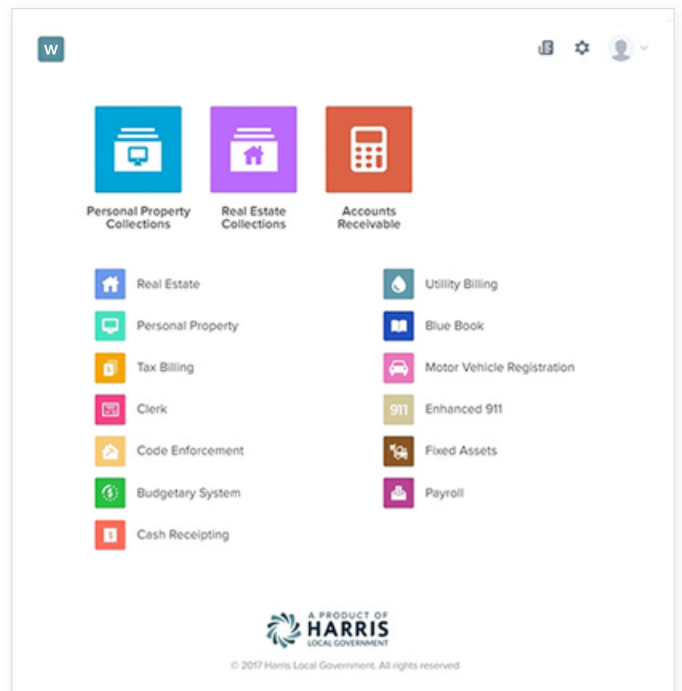 W
Personal Property
Collections
Real Estate
Collections
Accounts
Receivable
Real Estate
Utility Billing
Personal Property
Blue Book
Tax Billing
Motor Vehicle Registration
Clerk
911
Enhanced 911
Code Enforcement
Fixed Assets
Budgetary System
Payroll
Cash Receipting
A PRODUCT OF
HARRIS
LOCAL GOVERNMENT
© 2017 Harris Local Government. All rights reserved